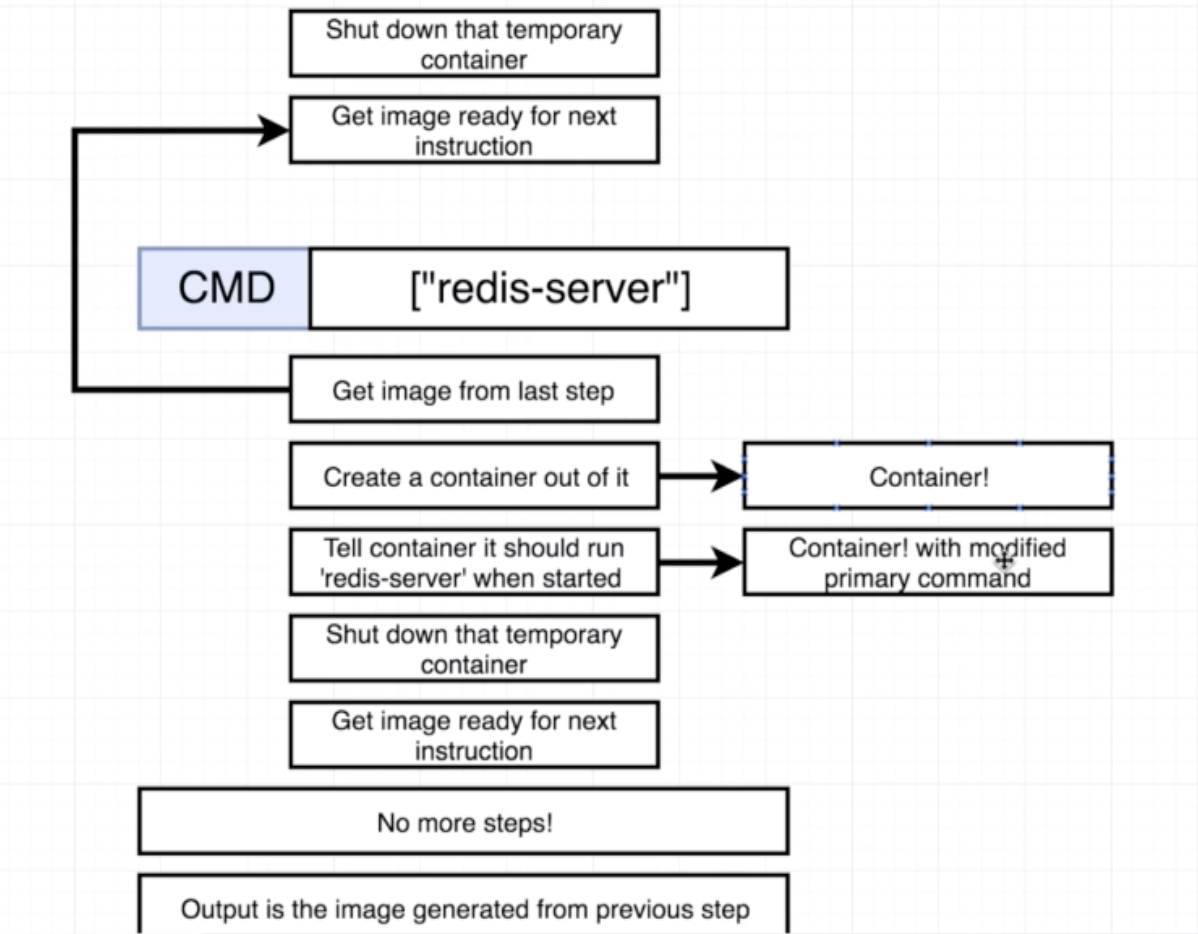 Shut down that temporary
container
Get image ready for next
instruction
CMD ["redis-server"]
Get image from last step
Create a container out of it
Container!
Tell container it should run
'redis-server' when started
Container! with modified
primary command
Shut down that temporary
container
Get image ready for next
instruction
No more steps!
Output is the image generated from previous step